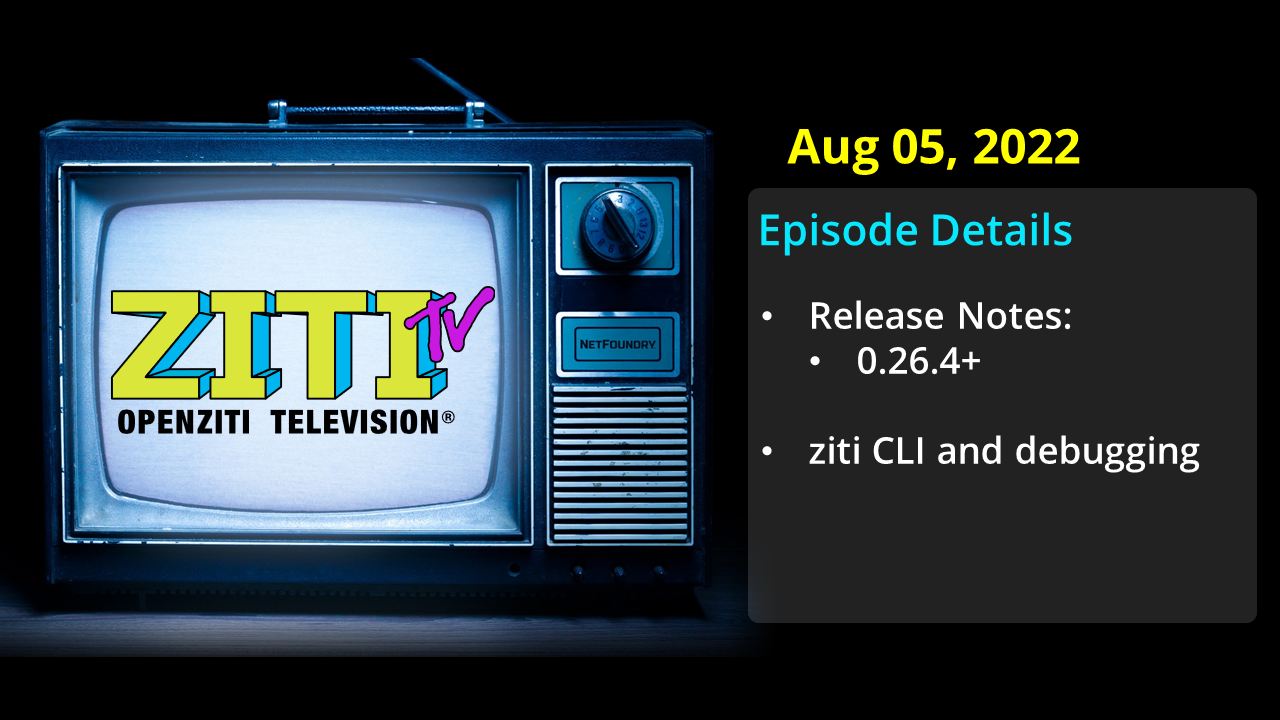 Aug 05, 2022
Episode Details
• Release Notes:
• 0.26.4+
• ziti CLI and debugging
ZITI TV
OPENZITI TELEVISION®
NETFOUNDRY